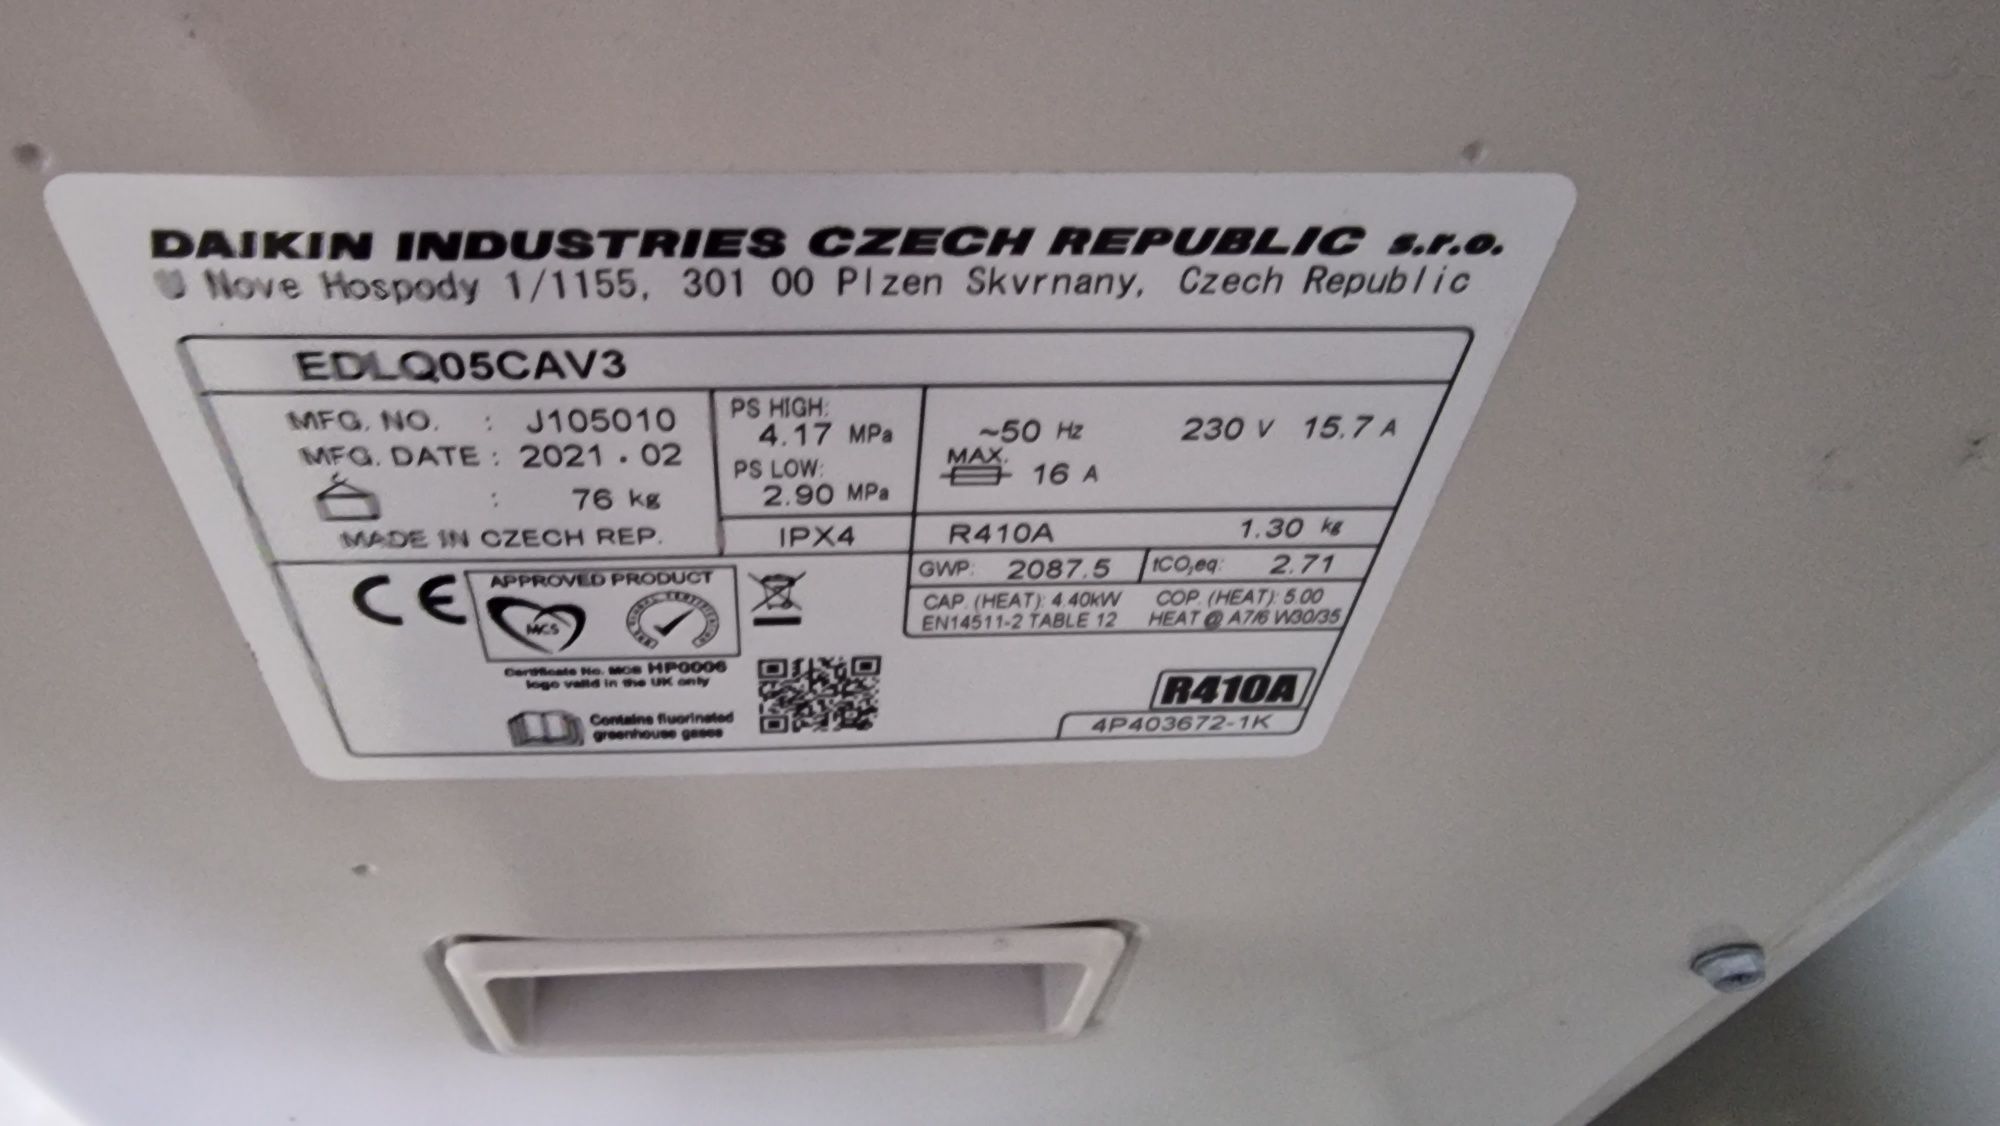 DAIKIN INDUSTRIES CZECH REPUBLIC s.r.o.
U Nove Hospody 1/1155, 301 00 Plzen Skvrnany, Czech Republic
EDLQ05CAV3
MFG. NO. : J105010
MFG. DATE : 2021 . 02
: 76 kg
MADE IN CZECH REP.
PS HIGH:
4.17 MPa
PS LOW:
2.90 MPa
IPX4
~50 Hz 230 V 15.7 A
MAX. 16 A
R410A 1.30 kg
GWP: 2087.5 tCO₂eq: 2.71
CAP. (HEAT): 4.40kW COP. (HEAT): 5.00
EN14511-2 TABLE 12 HEAT @ A7/6 W30/35
CE
APPROVED PRODUCT
MCS
Certificate No. MCS HP0006
logo valid in the UK only
Contains fluorinated
greenhouse gases
R410A
4P403672-1K